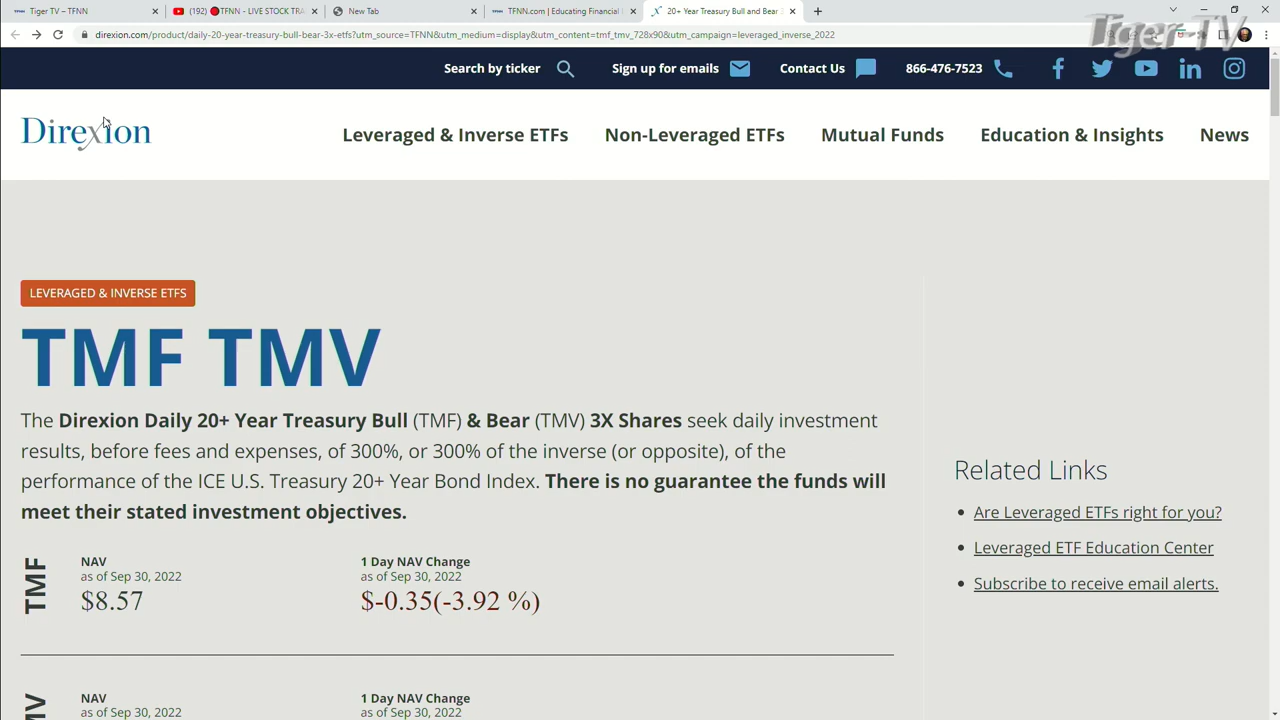 Tiger TV – TFNN
(192) TFNN - LIVE STOCK TRA
New Tab
TFNN.com | Educating Financial
20+ Year Treasury Bull and Bear
direxion.com/product/daily-20-year-treasury-bull-bear-3x-etfs?utm_source=TFNN&utm_medium=display&utm_content=tmf_tmv_728x90&utm_campaign=leveraged_inverse_2022
Tiger TV
Search by ticker
Sign up for emails
Contact Us
866-476-7523
Direxion
Leveraged & Inverse ETFs
Non-Leveraged ETFs
Mutual Funds
Education & Insights
News
LEVERAGED & INVERSE ETFS
TMF TMV
The Direxion Daily 20+ Year Treasury Bull (TMF) & Bear (TMV) 3X Shares seek daily investment
results, before fees and expenses, of 300%, or 300% of the inverse (or opposite), of the
performance of the ICE U.S. Treasury 20+ Year Bond Index. There is no guarantee the funds will
meet their stated investment objectives.
Related Links
Are Leveraged ETFs right for you?
Leveraged ETF Education Center
Subscribe to receive email alerts.
TMF
NAV
as of Sep 30, 2022
$8.57
1 Day NAV Change
as of Sep 30, 2022
$-0.35(-3.92 %)
NAV
as of Sep 30, 2022
1 Day NAV Change
as of Sep 30, 2022